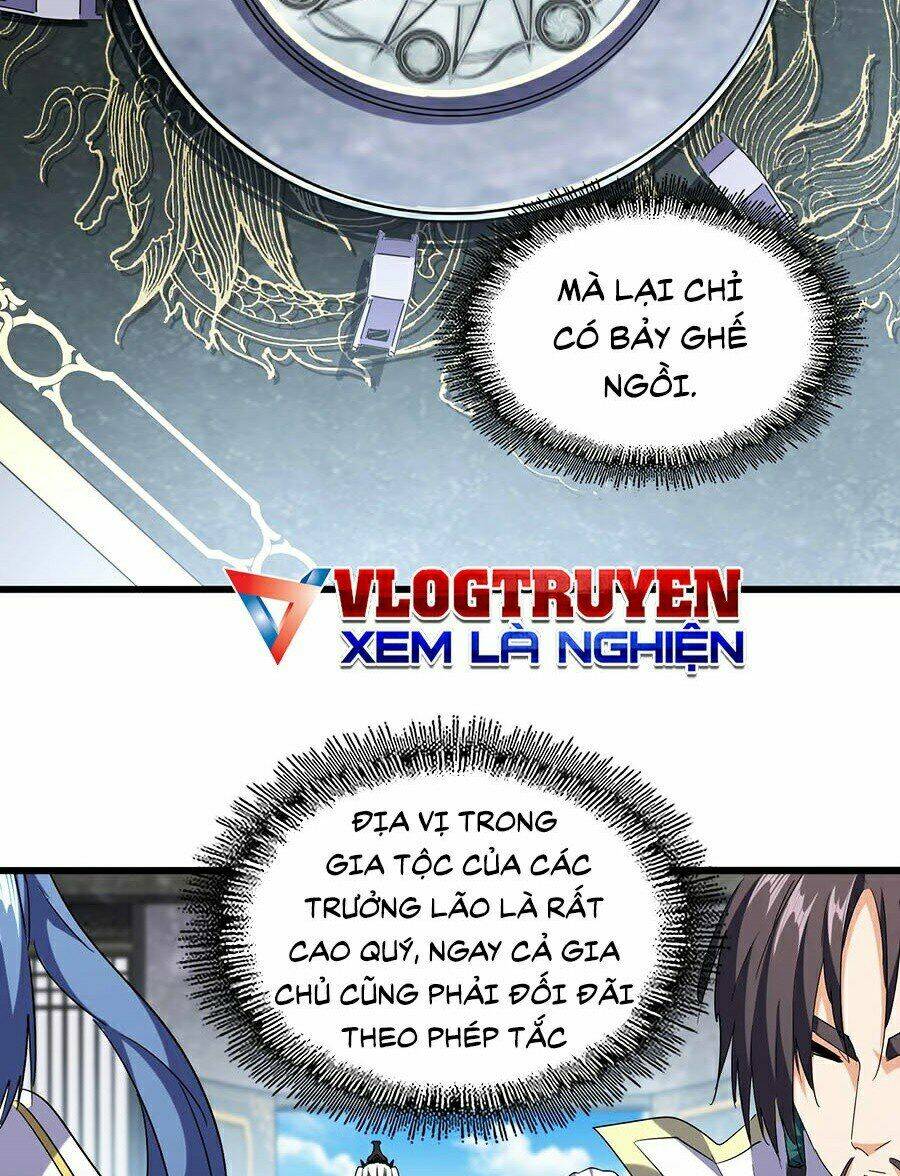 MÀ LẠI CHỈ
CÓ BẢY GHẾ
NGỒI.
VLOGTRUYEN
XEM LÀ NGHIỆN
ĐỊA VỊ TRONG
GIA TỘC CỦA CÁC
TRƯỞNG LÃO LÀ RẤT
CAO QUÝ, NGAY CẢ GIA
CHỦ CŨNG PHẢI ĐỐI ĐÃI
THEO PHÉP TẮC